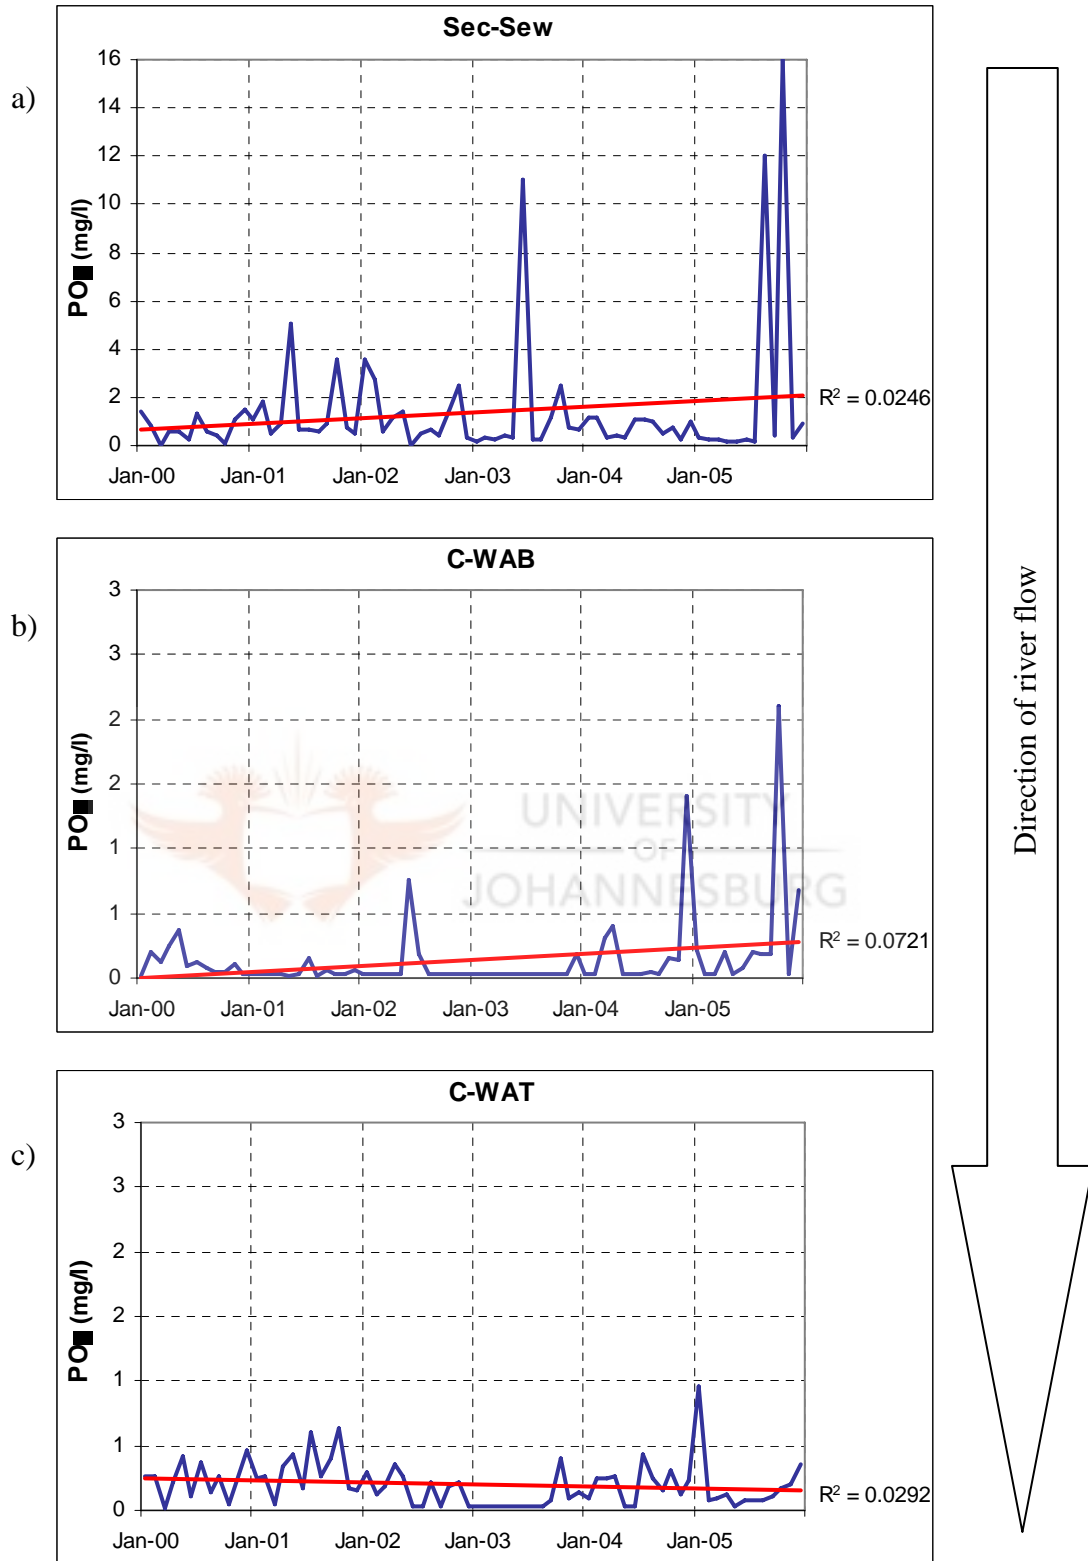 Sec-Sew
a)
16
14
12
10
8
6
4
2
0
PO■ (mg/l)
R² = 0.0246
Jan-00 Jan-01 Jan-02 Jan-03 Jan-04 Jan-05
C-WAB
b)
3
3
2
2
1
1
0
PO■ (mg/l)
UNIVERSITY
OF
JOHANNESBURG
R² = 0.0721
Jan-00 Jan-01 Jan-02 Jan-03 Jan-04 Jan-05
C-WAT
c)
3
3
2
2
1
1
0
PO■ (mg/l)
R² = 0.0292
Jan-00 Jan-01 Jan-02 Jan-03 Jan-04 Jan-05
Direction of river flow